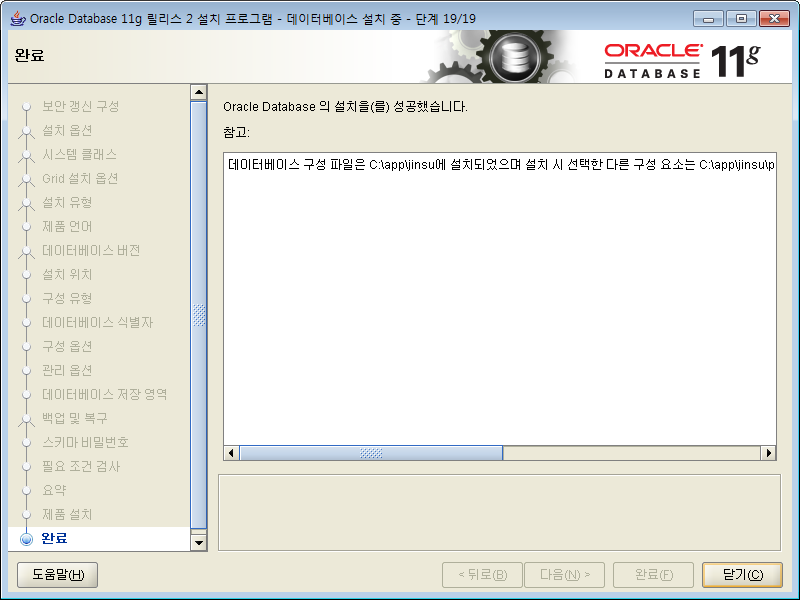 Oracle Database 11g 릴리스 2 설치 프로그램 - 데이터베이스 설치 중 - 단계 19/19
완료
ORACLE
DATABASE
11g
보안 갱신 구성
설치 옵션
시스템 클래스
Grid 설치 옵션
설치 유형
제품 언어
데이터베이스 버전
설치 위치
구성 유형
데이터베이스 식별자
구성 옵션
관리 옵션
데이터베이스 저장 영역
백업 및 복구
스키마 비밀번호
필요 조건 검사
요약
제품 설치
완료
Oracle Database 의 설치을(를) 성공했습니다.
참고:
데이터베이스 구성 파일은 C:\app\jinsu에 설치되었으며 설치 시 선택한 다른 구성 요소는 C:\app\jinsu\p
도움말(H)
< 뒤로(B)
다음(N) >
완료(F)
닫기(C)